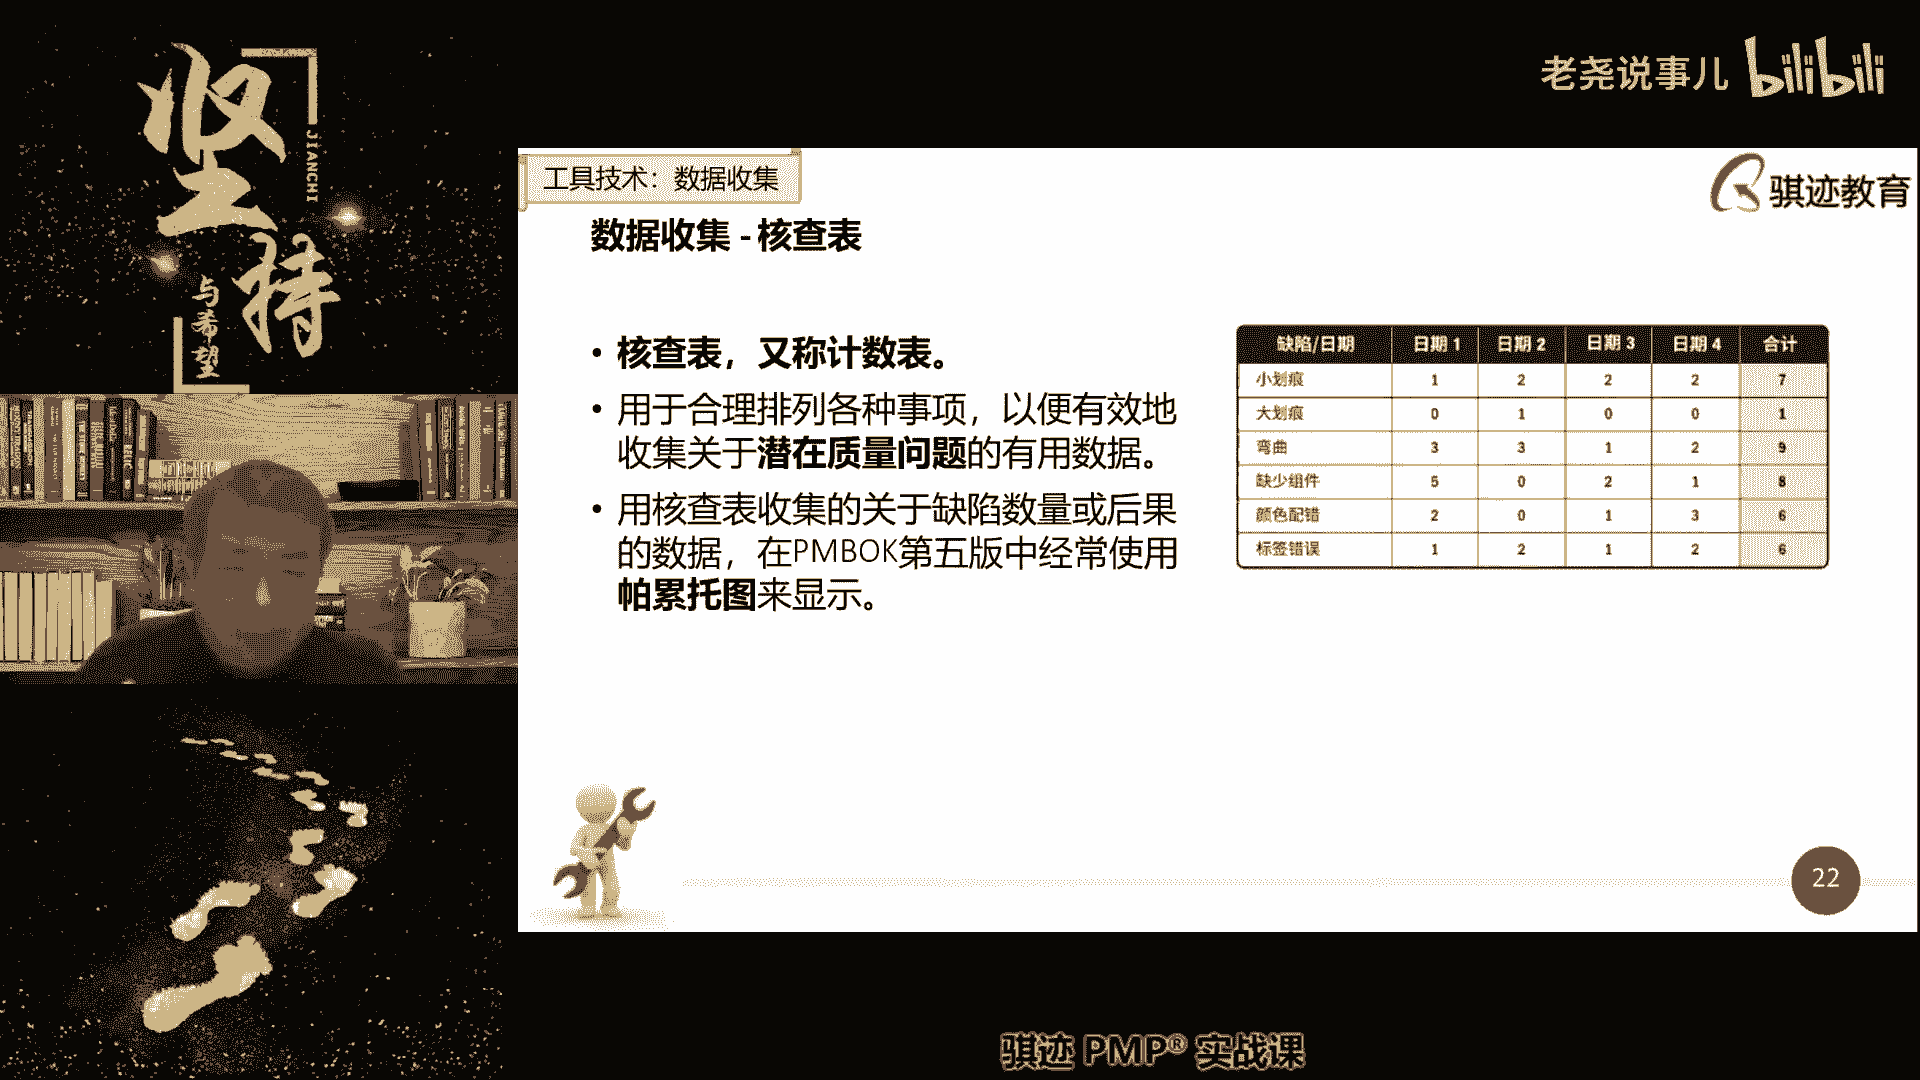 坚持
JIANCHI
与希望
老尧说事儿 bilibili
工具技术：数据收集
骐迹教育
数据收集 - 核查表
• 核查表，又称计数表。
• 用于合理排列各种事项，以便有效地
收集关于潜在质量问题的有用数据。
• 用核查表收集的关于缺陷数量或后果
的数据，在PMBOK第五版中经常使用
帕累托图来显示。
缺陷/日期 日期 1 日期 2 日期 3 日期 4 合计
小划痕 1 2 2 2 7
大划痕 0 1 0 0 1
弯曲 3 3 1 2 9
缺少组件 5 0 2 1 8
颜色配错 2 0 1 3 6
标签错误 1 2 1 2 6
22
骐迹 PMP® 实战课